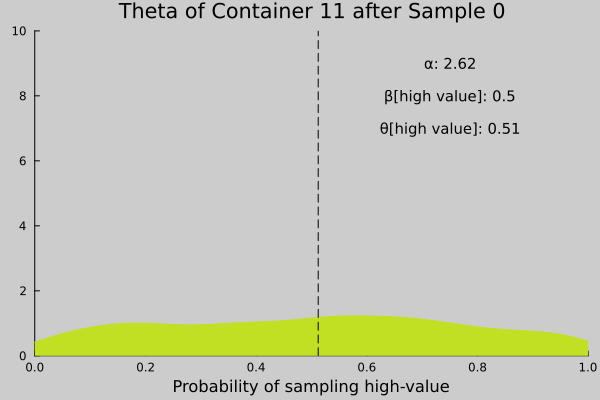 Theta of Container 11 after Sample 0
10
α: 2.62
8
β[high value]: 0.5
θ[high value]: 0.51
6
4
2
0
0.0 0.2 0.4 0.6 0.8 1.0
Probability of sampling high-value